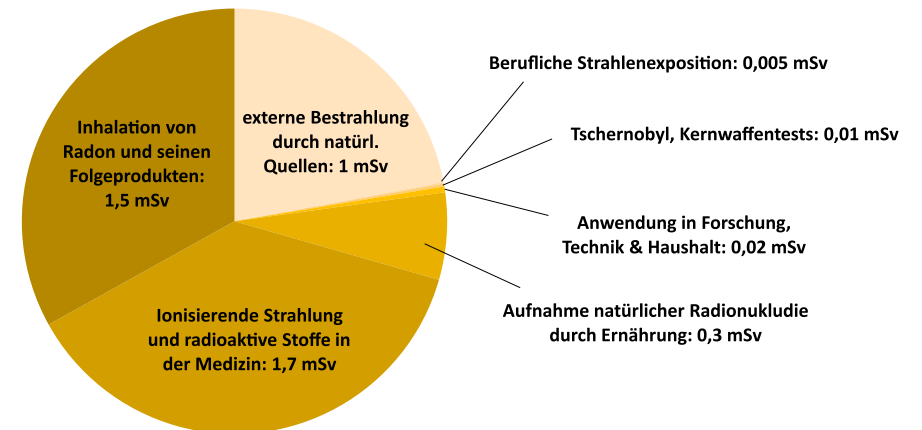 Inhalation von
Radon und seinen
Folgeprodukten:
1,5 mSv
externe Bestrahlung
durch natürl.
Quellen: 1 mSv
Berufliche Strahlenexposition: 0,005 mSv
Tschernobyl, Kernwaffentests: 0,01 mSv
Anwendung in Forschung,
Technik & Haushalt: 0,02 mSv
Aufnahme natürlicher Radionukludie
durch Ernährung: 0,3 mSv
Ionisierende Strahlung
und radioaktive Stoffe in
der Medizin: 1,7 mSv